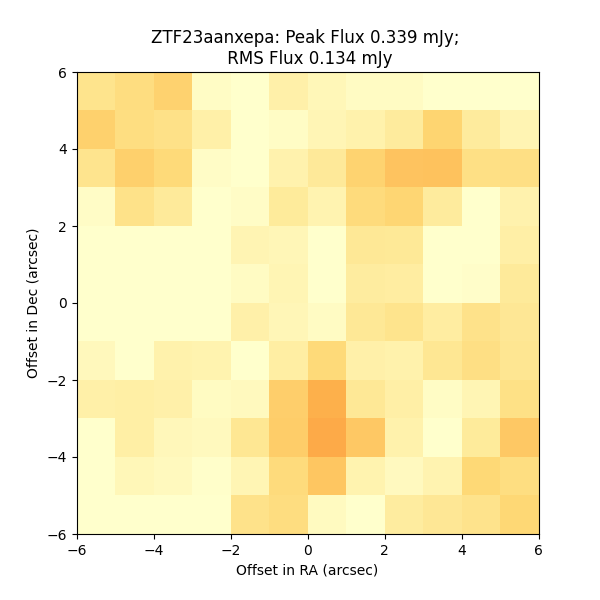 ZTF23aanxepa: Peak Flux 0.339 mJy;
RMS Flux 0.134 mJy
6
4
2
0
−2
−4
−6
Offset in Dec (arcsec)
−6 −4 −2 0 2 4 6
Offset in RA (arcsec)